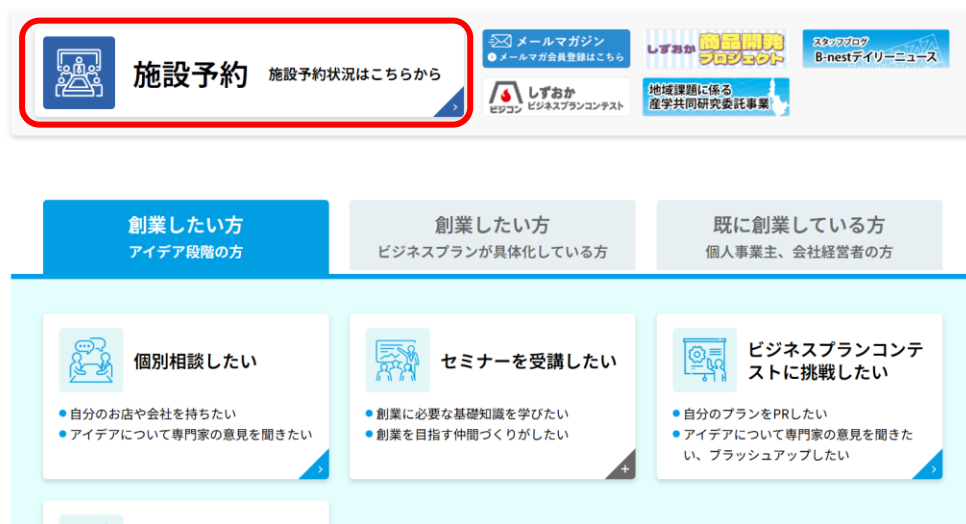 施設予約 施設予約状況はこちらから
メールマガジン
メールマガ会員登録はこちら
しずおか 商品開発
プロジェクト
スタッフブログ
B-nestデイリーニュース
ビジコン
しずおか
ビジネスプランコンテスト
地域課題に係る
産学共同研究委託事業
創業したい方
アイデア段階の方
創業したい方
ビジネスプランが具体化している方
既に創業している方
個人事業主、会社経営者の方
個別相談したい
自分のお店や会社を持ちたい
アイデアについて専門家の意見を聞きたい
セミナーを受講したい
創業に必要な基礎知識を学びたい
創業を目指す仲間づくりがしたい
ビジネスプランコンテ
ストに挑戦したい
自分のプランをPRしたい
アイデアについて専門家の意見を聞きた
い、ブラッシュアップしたい